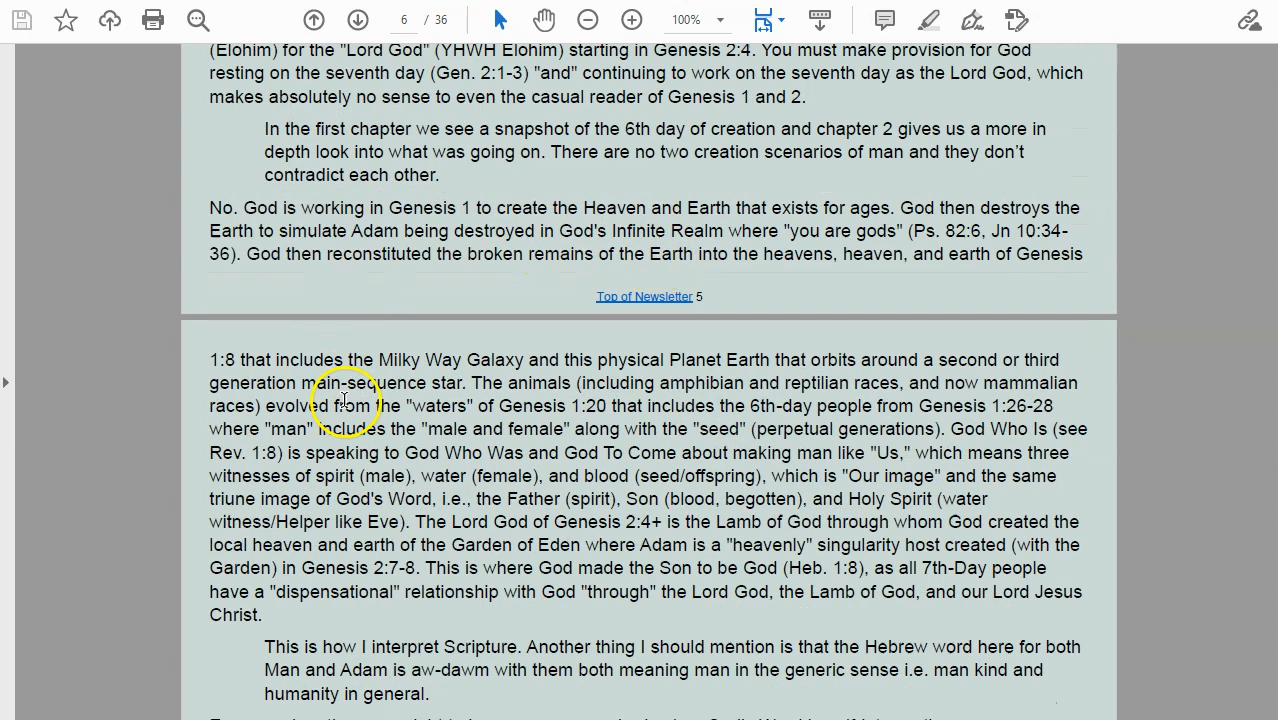 6 / 36
100%
(Elohim) for the "Lord God" (YHWH Elohim) starting in Genesis 2:4. You must make provision for God
resting on the seventh day (Gen. 2:1-3) "and" continuing to work on the seventh day as the Lord God, which
makes absolutely no sense to even the casual reader of Genesis 1 and 2.
In the first chapter we see a snapshot of the 6th day of creation and chapter 2 gives us a more in
depth look into what was going on. There are no two creation scenarios of man and they don't
contradict each other.
No. God is working in Genesis 1 to create the Heaven and Earth that exists for ages. God then destroys the
Earth to simulate Adam being destroyed in God's Infinite Realm where "you are gods" (Ps. 82:6, Jn 10:34-
36). God then reconstituted the broken remains of the Earth into the heavens, heaven, and earth of Genesis
Top of Newsletter 5
1:8 that includes the Milky Way Galaxy and this physical Planet Earth that orbits around a second or third
generation main-sequence star. The animals (including amphibian and reptilian races, and now mammalian
races) evolved from the "waters" of Genesis 1:20 that includes the 6th-day people from Genesis 1:26-28
where "man" includes the "male and female" along with the "seed" (perpetual generations). God Who Is (see
Rev. 1:8) is speaking to God Who Was and God To Come about making man like "Us," which means three
witnesses of spirit (male), water (female), and blood (seed/offspring), which is "Our image" and the same
triune image of God's Word, i.e., the Father (spirit), Son (blood, begotten), and Holy Spirit (water
witness/Helper like Eve). The Lord God of Genesis 2:4+ is the Lamb of God through whom God created the
local heaven and earth of the Garden of Eden where Adam is a "heavenly" singularity host created (with the
Garden) in Genesis 2:7-8. This is where God made the Son to be God (Heb. 1:8), as all 7th-Day people
have a "dispensational" relationship with God "through" the Lord God, the Lamb of God, and our Lord Jesus
Christ.
This is how I interpret Scripture. Another thing I should mention is that the Hebrew word here for both
Man and Adam is aw-dawm with them both meaning man in the generic sense i.e. man kind and
humanity in general.